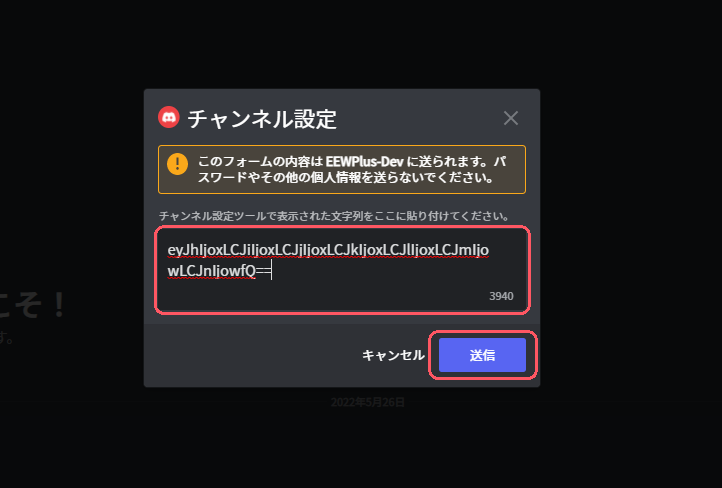 チャンネル設定
このフォームの内容は EEWPlus-Dev に送られます。パ
スワードやその他の個人情報を送らないでください。
チャンネル設定ツールで表示された文字列をここに貼り付けてください。
eyJhIjoxLCJiIjoxLCJjIjoxLCJkIjoxLCJlIjoxLCJmIjo
wLCJnIjowfQ==
3940
こそ！
す。
キャンセル 送信
2022年5月26日